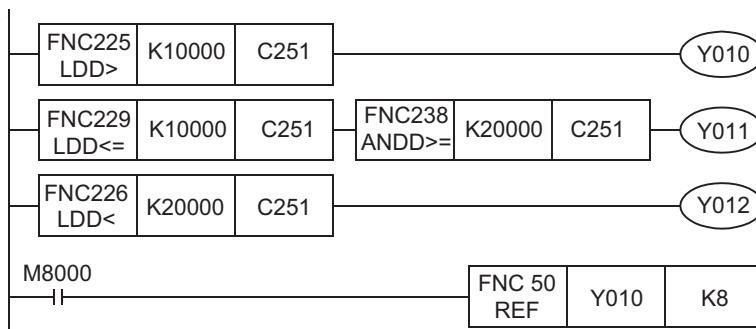 FNC225 LDD> K10000 C251 Y010
FNC229 LDD<= K10000 C251 FNC238 ANDD>= K20000 C251 Y011
FNC226 LDD< K20000 C251 Y012
M8000
FNC 50 REF Y010 K8